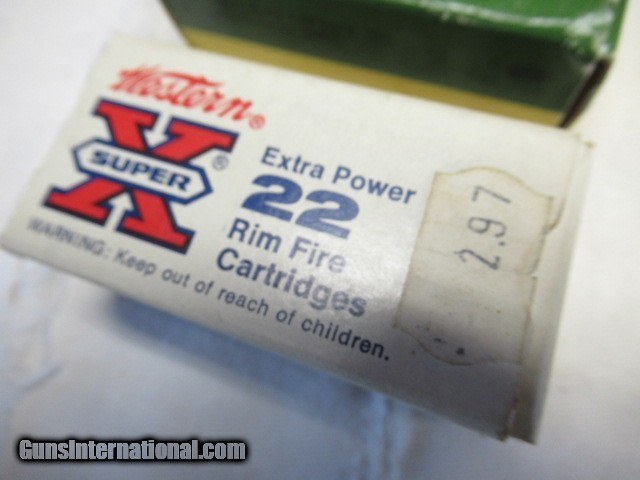 Western®
X®
SUPER
Extra Power
22
Rim Fire
Cartridges
WARNING: Keep out of reach of children.
2.97
GunsInternational.com